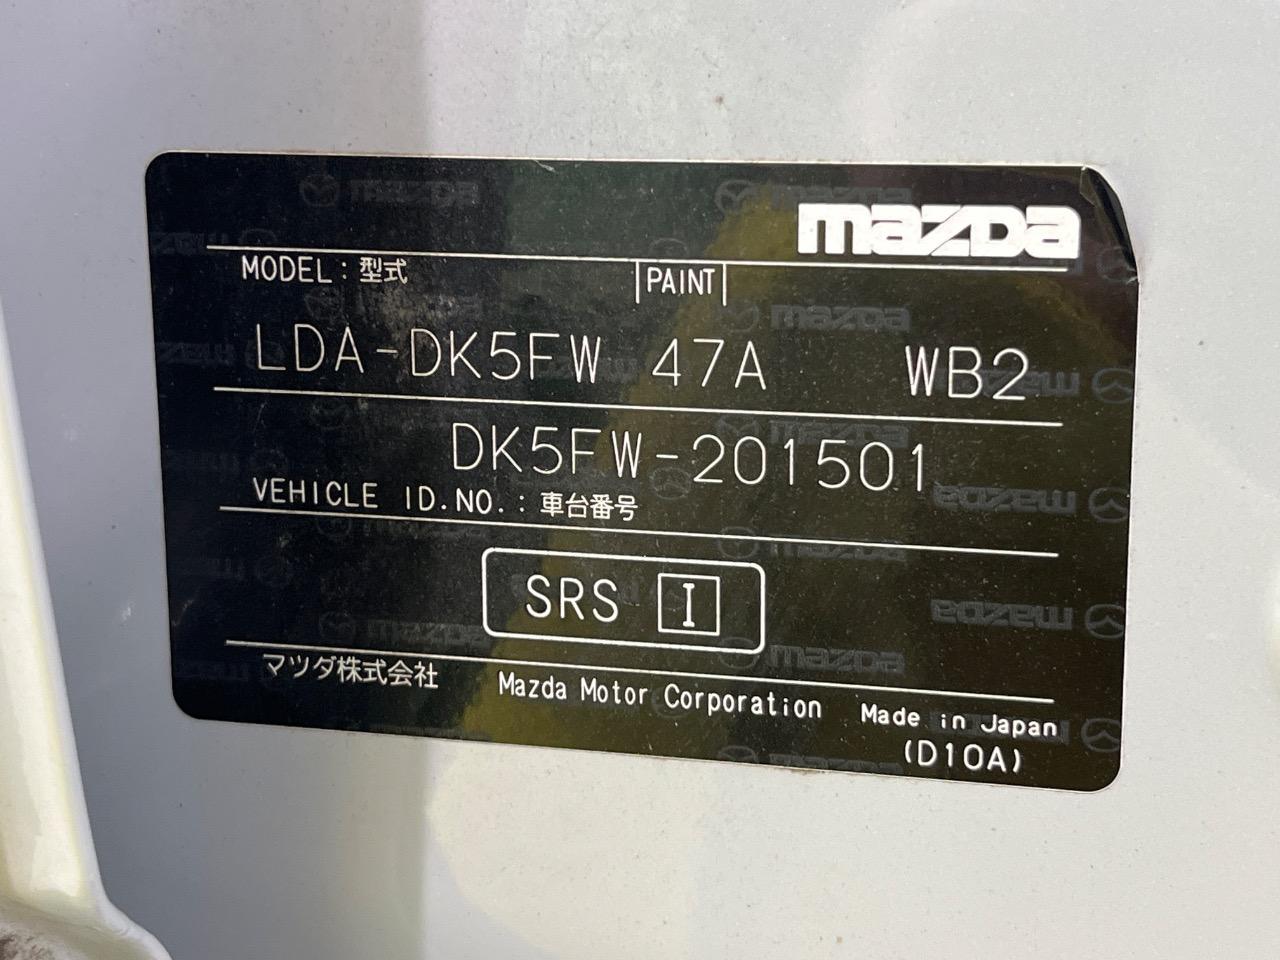 mazda
MODEL : 型式 PAINT
LDA-DK5FW 47A WB2
DK5FW-201501
VEHICLE ID.NO. : 車台番号
SRS I
マツダ株式会社 Mazda Motor Corporation Made in Japan
(D10A)